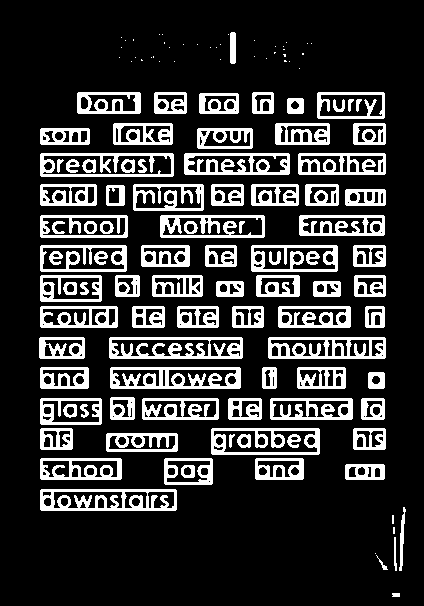 Don't be too in a hurry,
son! Take your time for
breakfast." Ernesto's mother
said. "I might be late for our
school, Mother," Ernesto
replied and he gulped his
glass of milk as fast as he
could. He ate his bread in
two successive mouthfuls
and swallowed it with a
glass of water. He rushed to
his room, grabbed his
school bag and ran
downstairs.